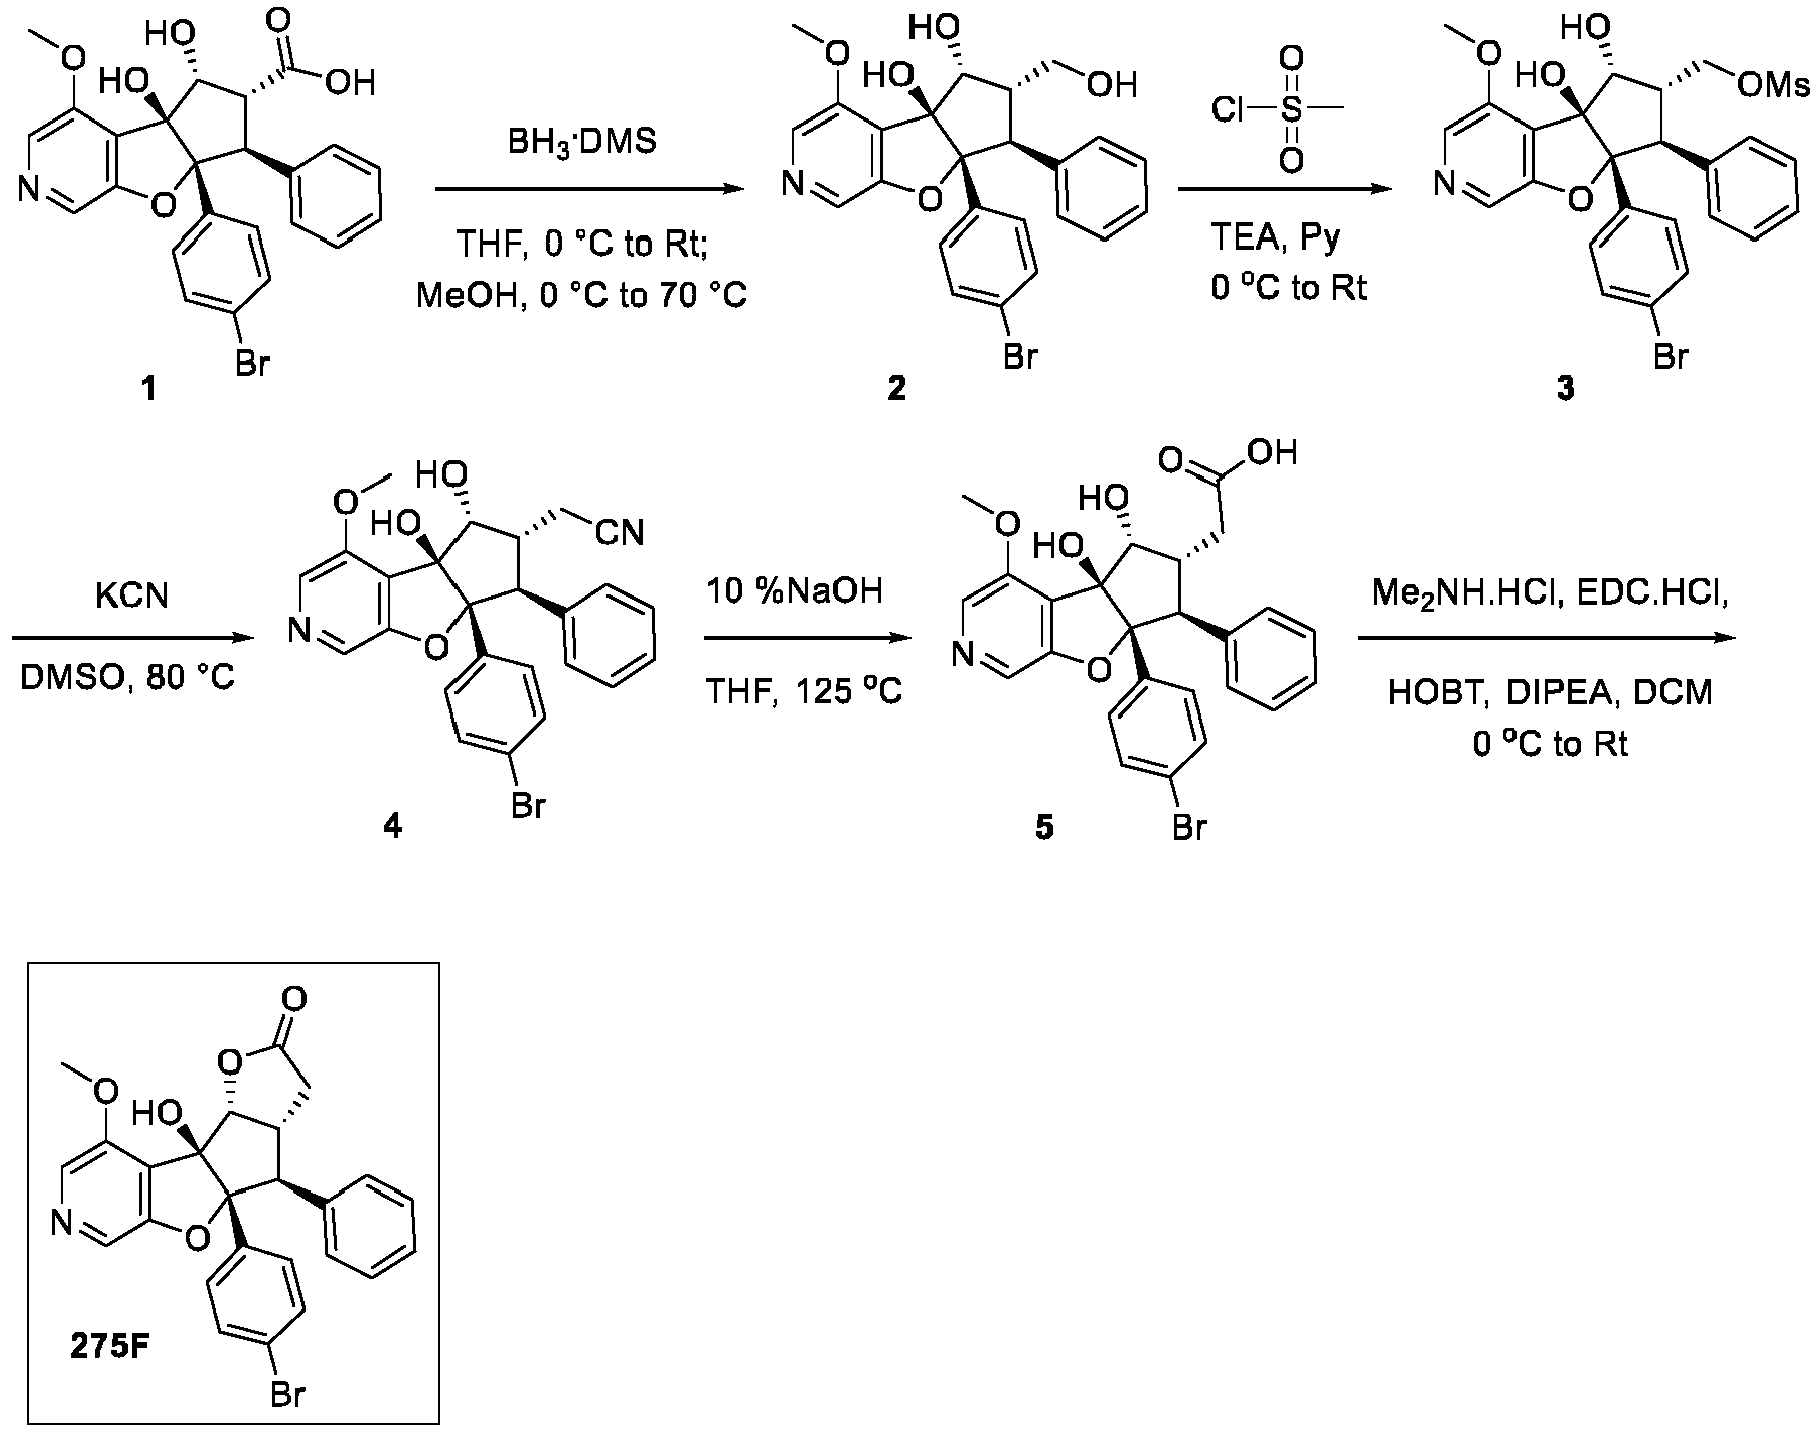 O
HO
O
HO
OH
N
O
Br
1
BH3·DMS
THF, 0 °C to Rt;
MeOH, 0 °C to 70 °C
HO
O
HO
OH
N
O
Br
2
O
Cl
S
O
TEA, Py
0 °C to Rt
HO
O
HO
OMs
N
O
Br
3
KCN
DMSO, 80 °C
HO
O
HO
CN
N
O
Br
4
10 %NaOH
THF, 125 °C
O
OH
HO
O
HO
N
O
Br
5
Me2NH.HCl, EDC.HCl,
HOBT, DIPEA, DCM
0 °C to Rt
O
O
O
HO
N
O
275F
Br